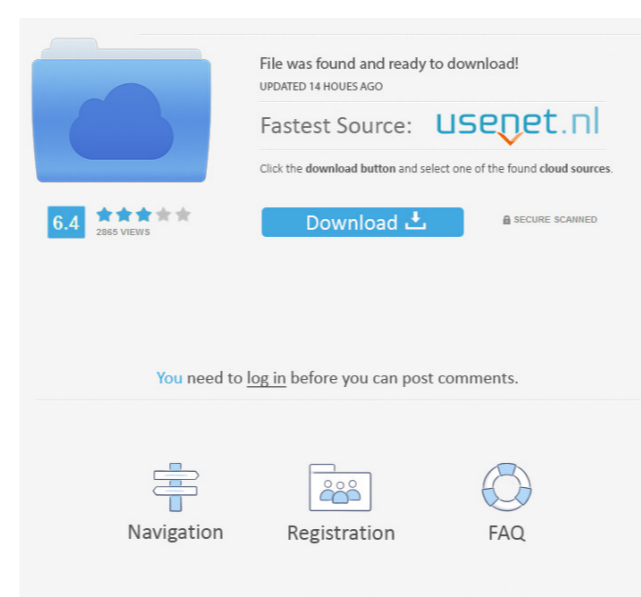 File was found and ready to download!
UPDATED 14 HOUES AGO
Fastest Source: usenet.nl
Click the download button and select one of the found cloud sources.
6.4
2865 VIEWS
Download
SECURE SCANNED
You need to log in before you can post comments.
Navigation
Registration
FAQ